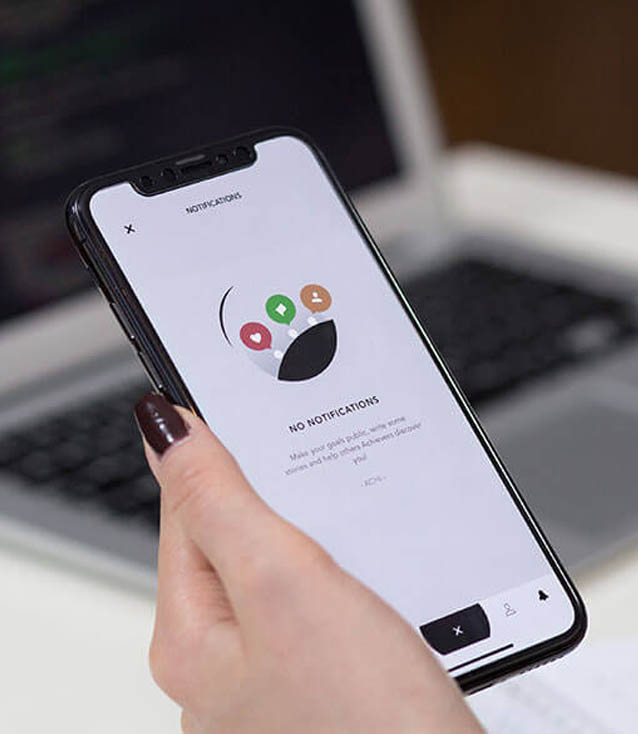 NOTIFICATIONS
NO NOTIFICATIONS
Make your goals public, write some
stories and help others Achievers discover
you!
- ACHI -